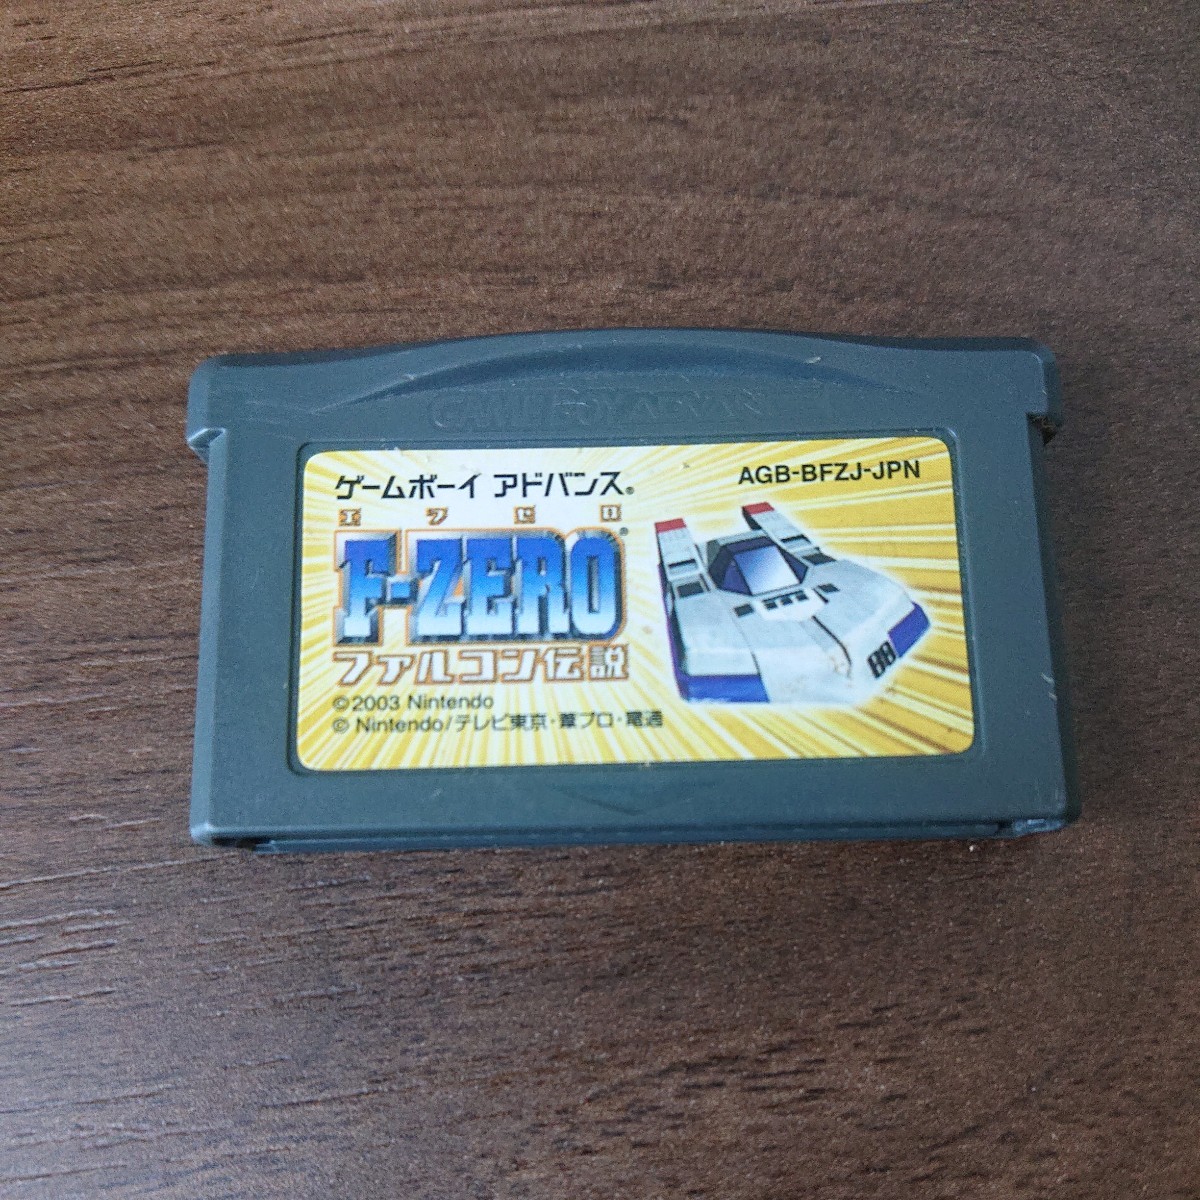 GAME BOY ADVANCE
ゲームボーイ アドバンス®
AGB-BFZJ-JPN
エフゼロ
F-ZERO®
ファルコン伝説
©2003 Nintendo
© Nintendo/テレビ東京・葦プロ・電通